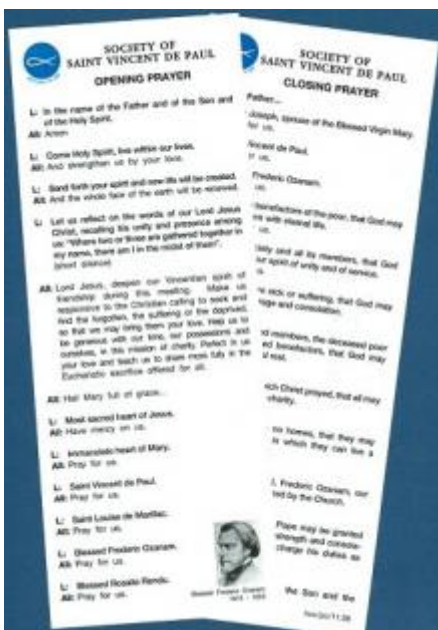 SOCIETY OF
SAINT VINCENT DE PAUL
OPENING PRAYER
L: In the name of the Father and of the Son and
of the Holy Spirit.
All: Amen
L: Come Holy Spirit, live within our lives.
All: And strengthen us by your love.
L: Send forth your spirit and new life will be created.
All: And the whole face of the earth will be renewed.
L: Let us reflect on the words of our Lord Jesus
Christ, recalling his unity and presence among
us: "Where two or three are gathered together in
my name, there am I in the midst of them".
(short silence)
All: Lord Jesus, deepen our Vincentian spirit of
friendship during this meeting. Make us
responsive to the Christian calling to seek and
find the forgotten, the suffering or the deprived,
so that we may bring them your love. Help us to
be generous with our time, our possessions and
ourselves, in this mission of charity. Perfect in us
your love and teach us to share more fully in the
Eucharistic sacrifice offered for all.
All: Hail Mary full of grace...
L: Most sacred heart of Jesus.
All: Have mercy on us.
L: Immaculate heart of Mary.
All: Pray for us.
L: Saint Vincent de Paul.
All: Pray for us.
L: Saint Louise de Marillac.
All: Pray for us.
L: Blessed Frederic Ozanam.
All: Pray for us.
L: Blessed Rosalie Rendu.
All: Pray for us.
Blessed Frederic Ozanam
1813 - 1853
SOCIETY OF
SAINT VINCENT DE PAUL
CLOSING PRAYER
Father...
Joseph, spouse of the Blessed Virgin Mary.
for us.
Vincent de Paul.
us.
Frederic Ozanam.
us.
benefactors of the poor, that God may
with eternal life.
us.
and all its members, that God
our spirit of unity and of service.
us.
sick or suffering, that God may
and consolation.
members, the deceased poor
benefactors, that God may
rest.
which Christ prayed, that all may
charity.
no homes, that they may
in which they can live a
Frederic Ozanam, our
by the Church.
Pope may be granted
strength and
charge his duties as
the Son and the